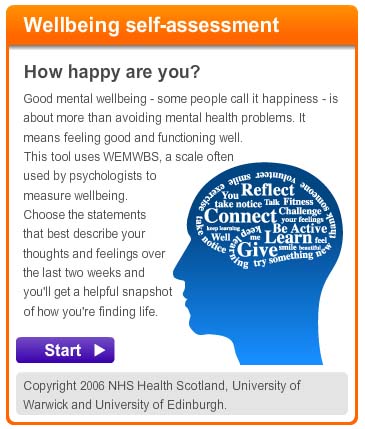 Wellbeing self-assessment
How happy are you?
Good mental wellbeing - some people call it happiness - is
about more than avoiding mental health problems. It
means feeling good and functioning well.
This tool uses WEMWBS, a scale often
used by psychologists to
measure wellbeing.
Choose the statements
that best describe your
thoughts and feelings over
the last two weeks and
you'll get a helpful snapshot
of how you're finding life.
exercise smile volunteer someone
You Reflect
take notice Talk Fitness
Connect Challenge
your feelings
think
keep learning Be Active
Well me Learn feel
take notice keep learning Give smile beautiful
try something new
Start
Copyright 2006 NHS Health Scotland, University of
Warwick and University of Edinburgh.